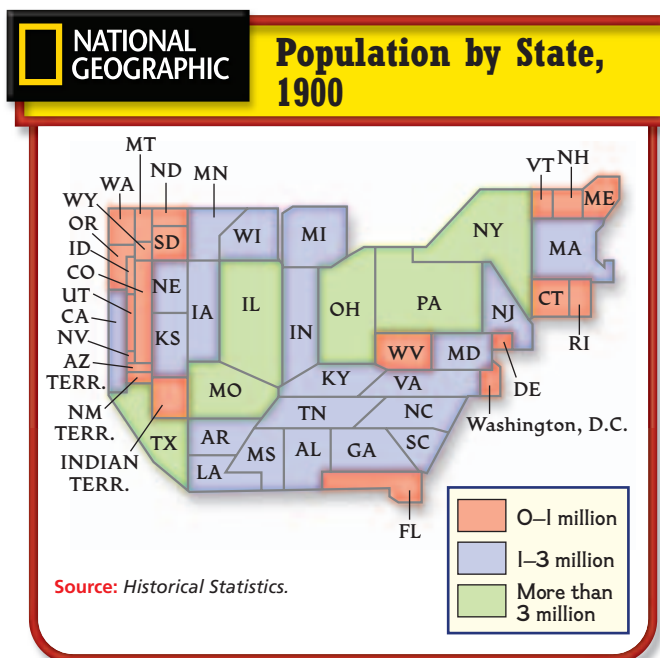 NATIONAL
GEOGRAPHIC
Population by State,
1900
MT
WA
ND
MN
VT
NH
WY
ME
OR
SD
WI
MI
NY
MA
ID
CO
NE
IA
IL
IN
OH
PA
NJ
CT
UT
CA
KS
RI
NV
WV
MD
AZ
TERR.
MO
KY
VA
DE
NM
TERR.
TN
NC
Washington, D.C.
TX
AR
MS
AL
GA
SC
INDIAN
TERR.
LA
FL
0–1 million
1–3 million
More than
3 million
Source: Historical Statistics.